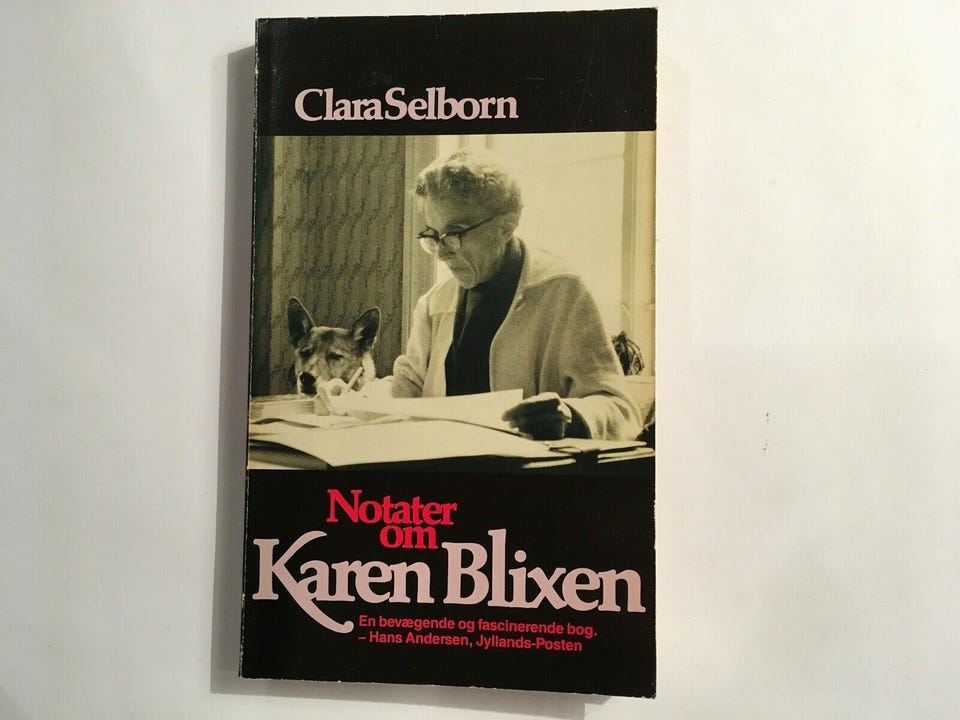 Clara Selborn
Notater
om
Karen Blixen
En bevægende og fascinerende bog.
– Hans Andersen, Jyllands-Posten